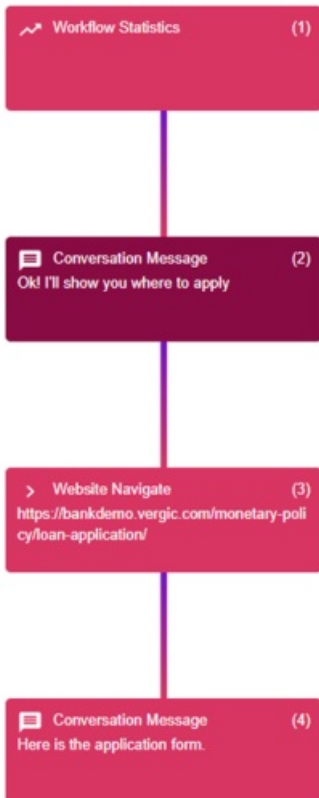 Workflow Statistics (1)
Conversation Message (2)
Ok! I'll show you where to apply
Website Navigate (3)
https://bankdemo.vergic.com/monetary-poli
cy/loan-application/
Conversation Message (4)
Here is the application form.